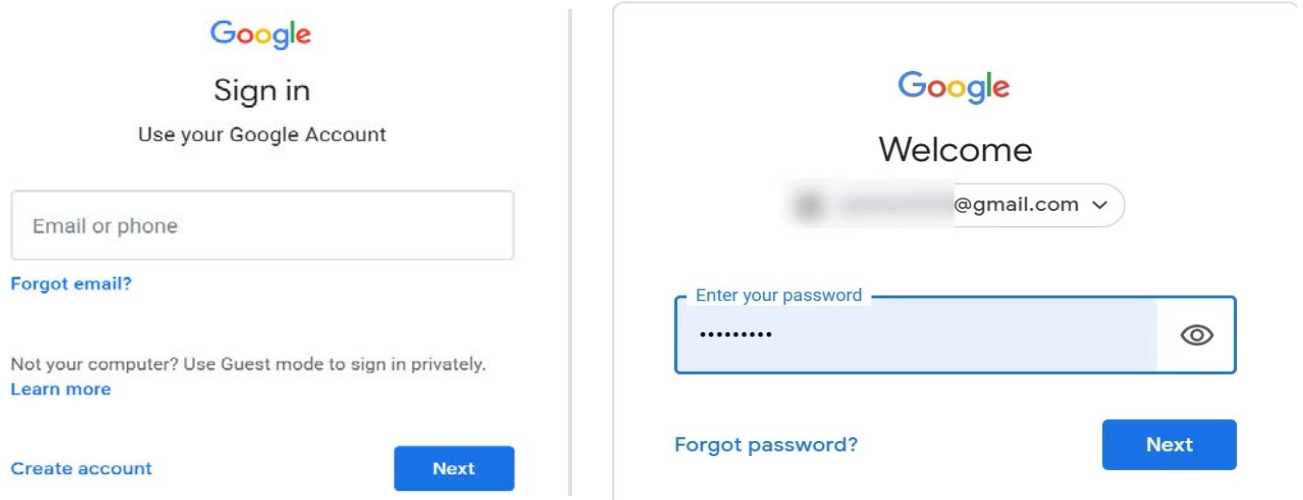 Google
Sign in
Use your Google Account
Email or phone
Forgot email?
Not your computer? Use Guest mode to sign in privately.
Learn more
Create account
Next
Google
Welcome
@gmail.com
Enter your password
•••••••••
Forgot password?
Next